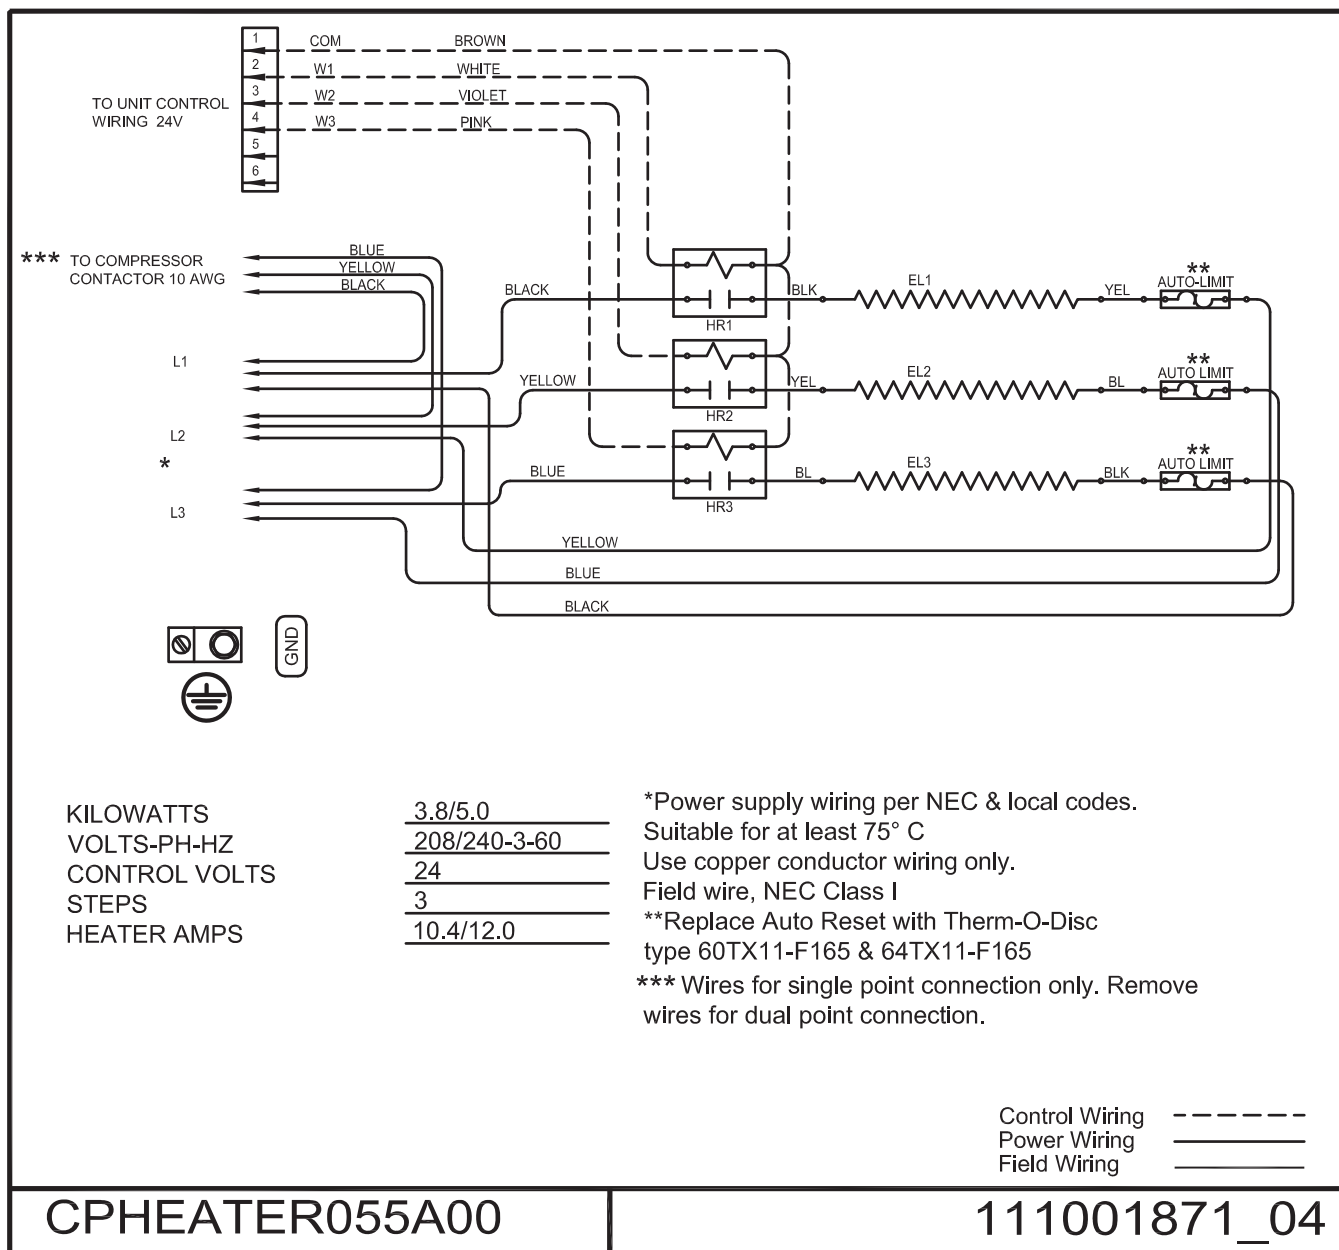 1
COM
BROWN
2
W1
WHITE
3
W2
VIOLET
4
W3
PINK
5
6
TO UNIT CONTROL
WIRING 24V
*** TO COMPRESSOR
CONTACTOR 10 AWG
BLUE
YELLOW
BLACK
BLACK
HR1
BLK
EL1
YEL
**
AUTO-LIMIT
L1
YELLOW
HR2
YEL
EL2
BL
**
AUTO LIMIT
L2
*
BLUE
HR3
BL
EL3
BLK
**
AUTO LIMIT
L3
YELLOW
BLUE
BLACK
GND
KILOWATTS 3.8/5.0
VOLTS-PH-HZ 208/240-3-60
CONTROL VOLTS 24
STEPS 3
HEATER AMPS 10.4/12.0
*Power supply wiring per NEC & local codes.
Suitable for at least 75° C
Use copper conductor wiring only.
Field wire, NEC Class I
**Replace Auto Reset with Therm-O-Disc
type 60TX11-F165 & 64TX11-F165
*** Wires for single point connection only. Remove
wires for dual point connection.
Control Wiring
Power Wiring
Field Wiring
CPHEATER055A00
111001871_04